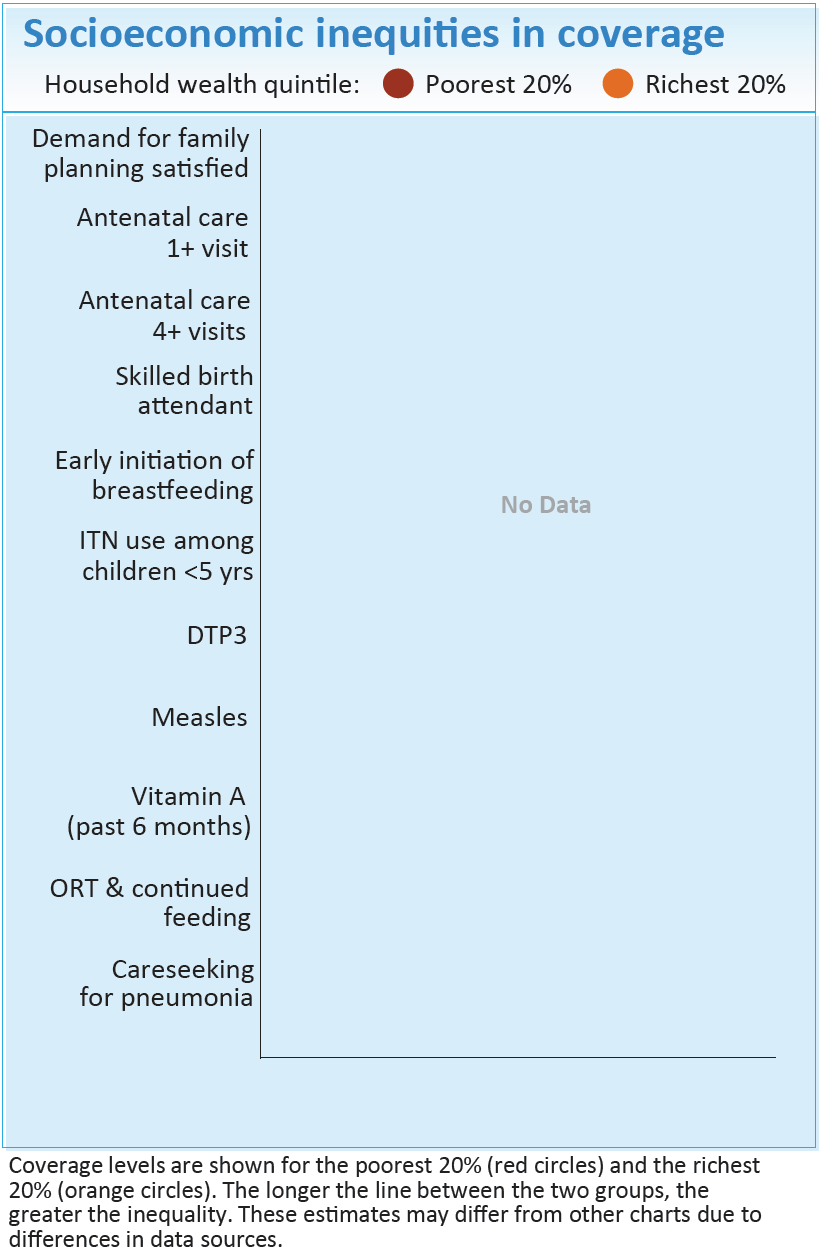 Socioeconomic inequities in coverage
Household wealth quintile: Poorest 20% Richest 20%
Demand for family
planning satisfied
Antenatal care
1+ visit
Antenatal care
4+ visits
Skilled birth
attendant
Early initiation of
breastfeeding
No Data
ITN use among
children <5 yrs
DTP3
Measles
Vitamin A
(past 6 months)
ORT & continued
feeding
Careseeking
for pneumonia
Coverage levels are shown for the poorest 20% (red circles) and the richest
20% (orange circles). The longer the line between the two groups, the
greater the inequality. These estimates may differ from other charts due to
differences in data sources.